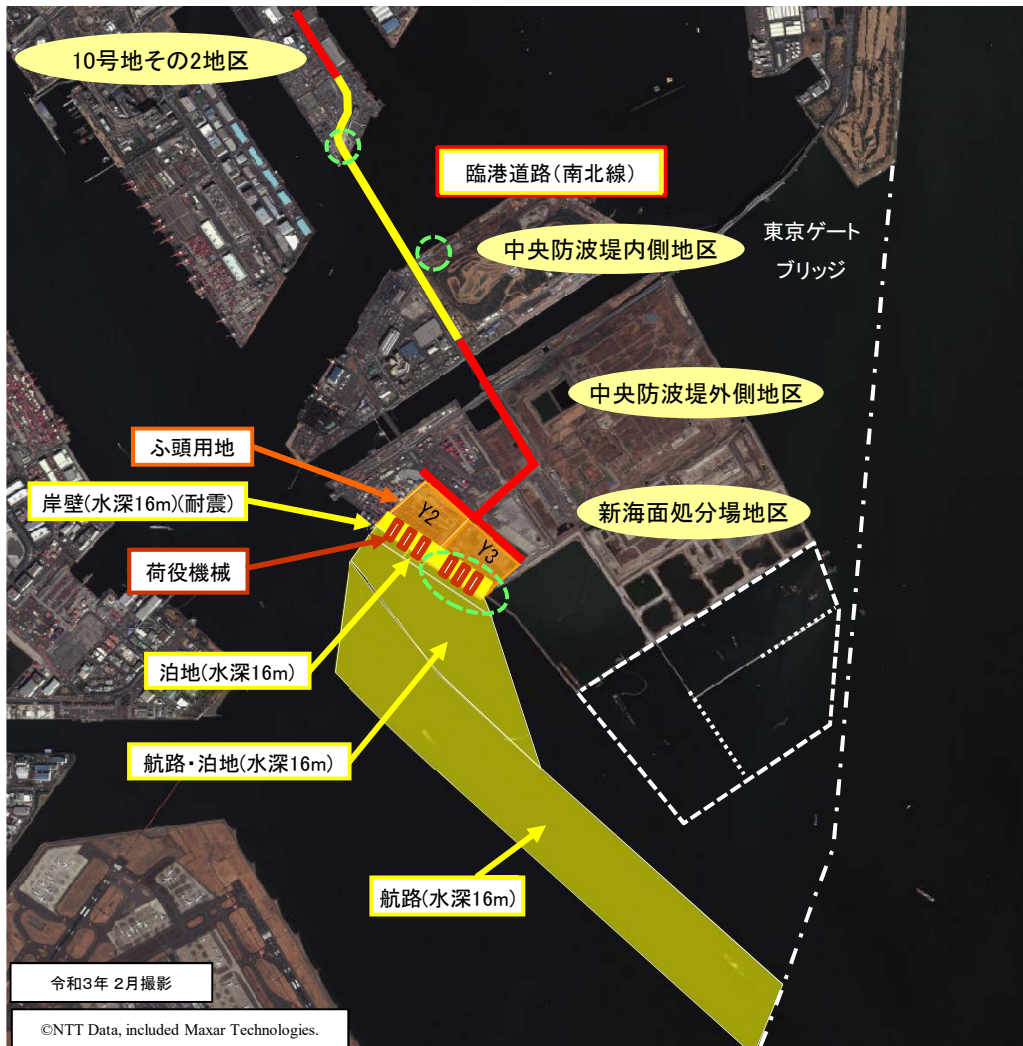 10号地その2地区
臨港道路(南北線)
東京ゲート
ブリッジ
中央防波堤内側地区
中央防波堤外側地区
ふ頭用地
岸壁(水深16m)(耐震)
Y2
新海面処分場地区
Y3
荷役機械
泊地(水深16m)
航路・泊地(水深16m)
航路(水深16m)
令和3年 2月撮影
©NTT Data, included Maxar Technologies.